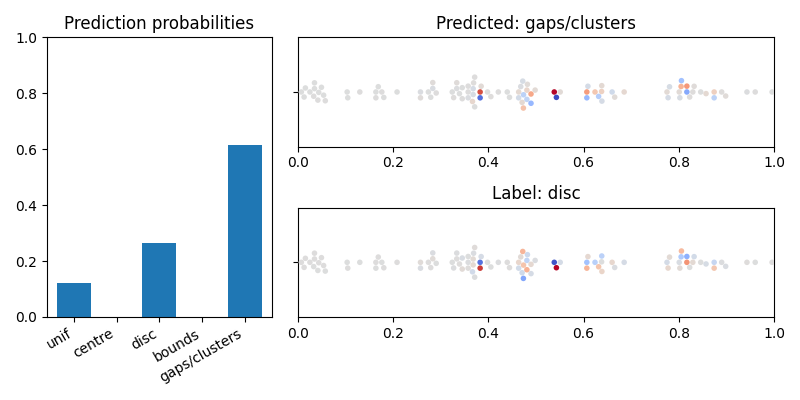 Prediction probabilities
1.0
0.8
0.6
0.4
0.2
0.0
unif
centre
disc
bounds
gaps/clusters
Predicted: gaps/clusters
0.0 0.2 0.4 0.6 0.8 1.0
Label: disc
0.0 0.2 0.4 0.6 0.8 1.0